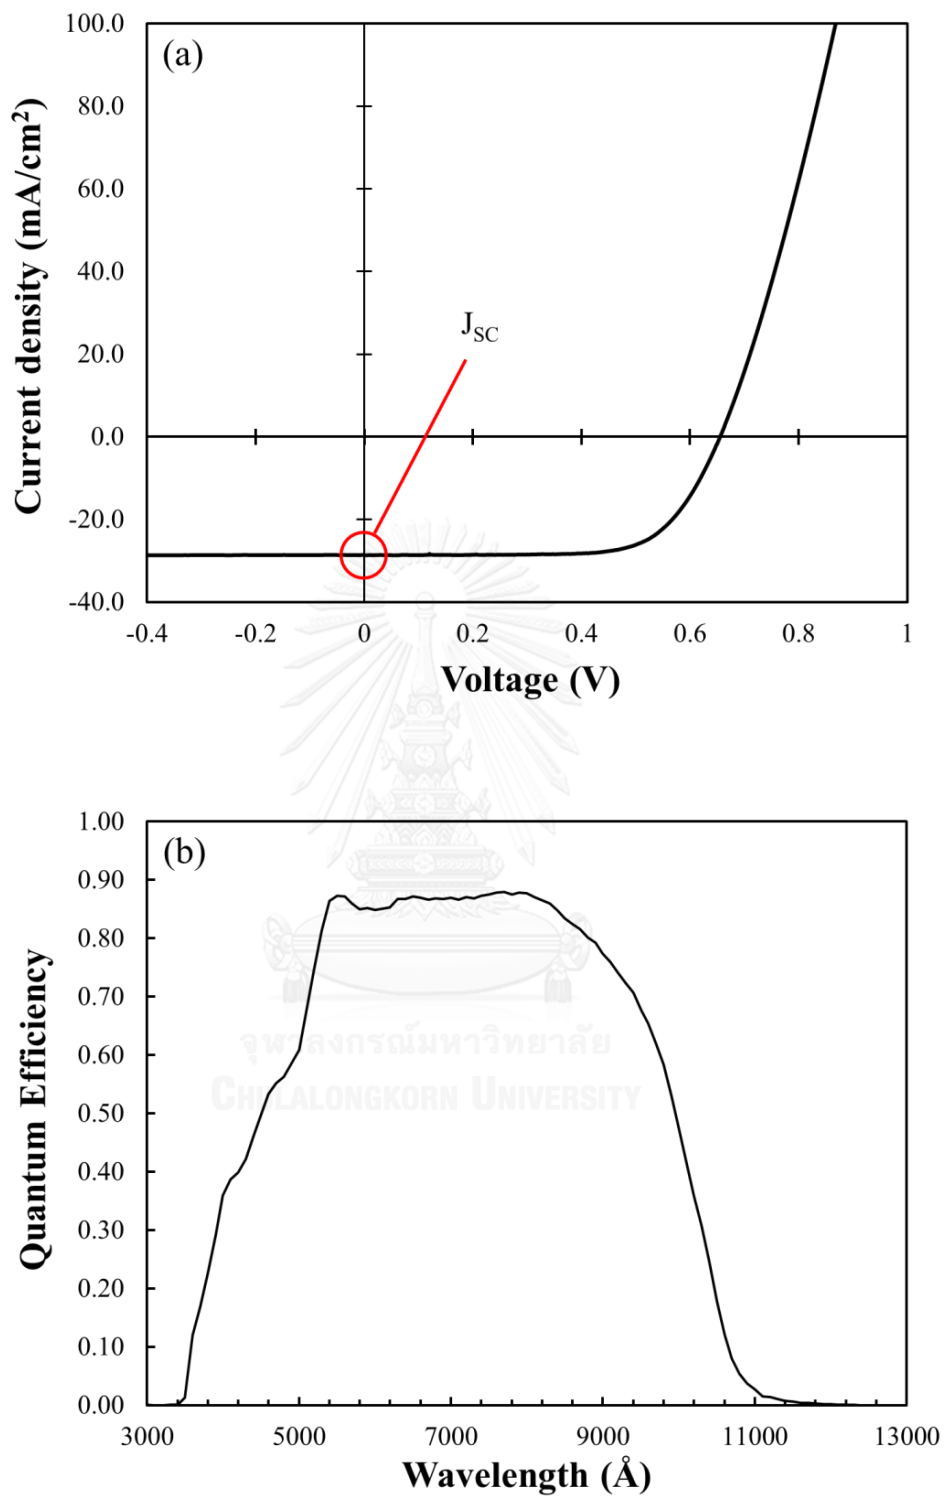 (a)
100.0
80.0
60.0
40.0
20.0
0.0
-20.0
-40.0
Current density (mA/cm²)
J_SC
-0.4 -0.2 0 0.2 0.4 0.6 0.8 1
Voltage (V)
(b)
1.00
0.90
0.80
0.70
0.60
0.50
0.40
0.30
0.20
0.10
0.00
Quantum Efficiency
จุฬาลงกรณ์มหาวิทยาลัย
CHULALONGKORN UNIVERSITY
3000 5000 7000 9000 11000 13000
Wavelength (Å)